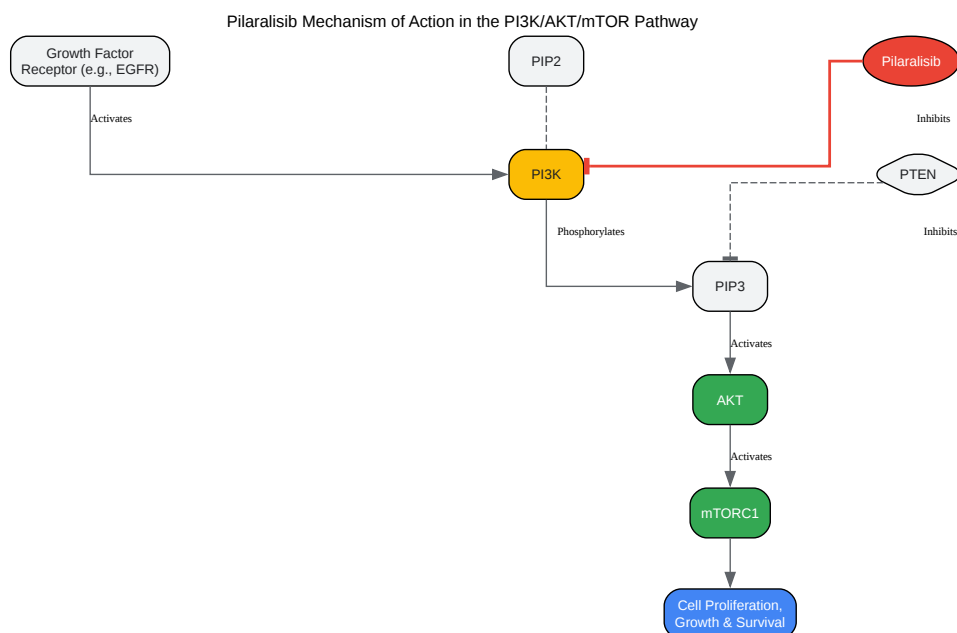 Pilaralisib Mechanism of Action in the PI3K/AKT/mTOR Pathway
Growth Factor
Receptor (e.g., EGFR)
PIP2
Pilaralisib
Activates
Inhibits
PI3K
PTEN
Phosphorylates
Inhibits
PIP3
Activates
AKT
Activates
mTORC1
Cell Proliferation,
Growth & Survival